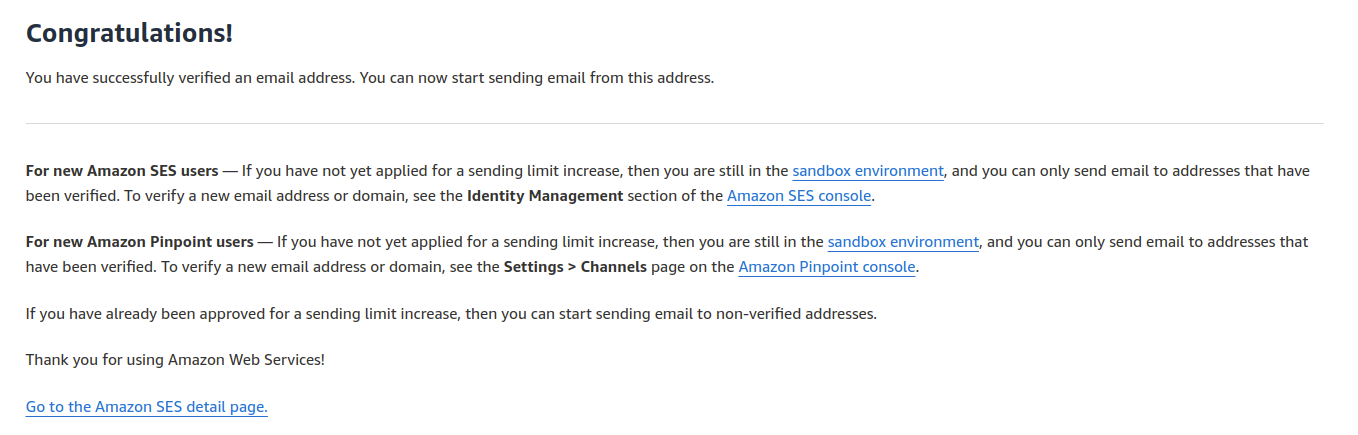 Congratulations!
You have successfully verified an email address. You can now start sending email from this address.
For new Amazon SES users — If you have not yet applied for a sending limit increase, then you are still in the sandbox environment, and you can only send email to addresses that have
been verified. To verify a new email address or domain, see the Identity Management section of the Amazon SES console.
For new Amazon Pinpoint users — If you have not yet applied for a sending limit increase, then you are still in the sandbox environment, and you can only send email to addresses that
have been verified. To verify a new email address or domain, see the Settings > Channels page on the Amazon Pinpoint console.
If you have already been approved for a sending limit increase, then you can start sending email to non-verified addresses.
Thank you for using Amazon Web Services!
Go to the Amazon SES detail page.